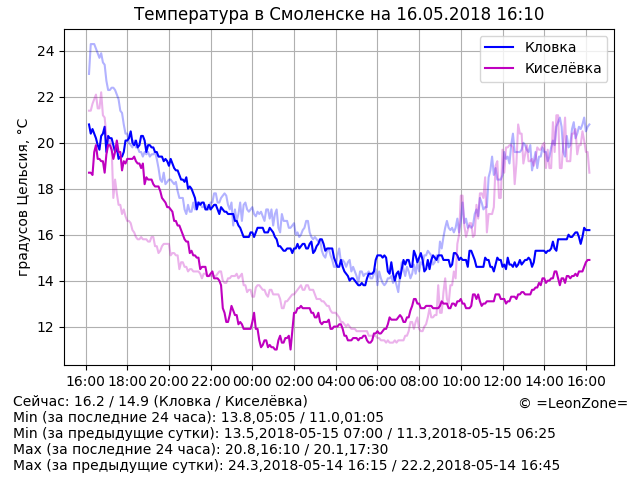 Температура в Смоленске на 16.05.2018 16:10
Кловка
Киселёвка
градусов Цельсия, °C
24
22
20
18
16
14
12
16:00 18:00 20:00 22:00 00:00 02:00 04:00 06:00 08:00 10:00 12:00 14:00 16:00
Сейчас: 16.2 / 14.9 (Кловка / Киселёвка)
© =LeonZone=
Min (за последние 24 часа): 13.8,05:05 / 11.0,01:05
Min (за предыдущие сутки): 13.5,2018-05-15 07:00 / 11.3,2018-05-15 06:25
Max (за последние 24 часа): 20.8,16:10 / 20.1,17:30
Max (за предыдущие сутки): 24.3,2018-05-14 16:15 / 22.2,2018-05-14 16:45